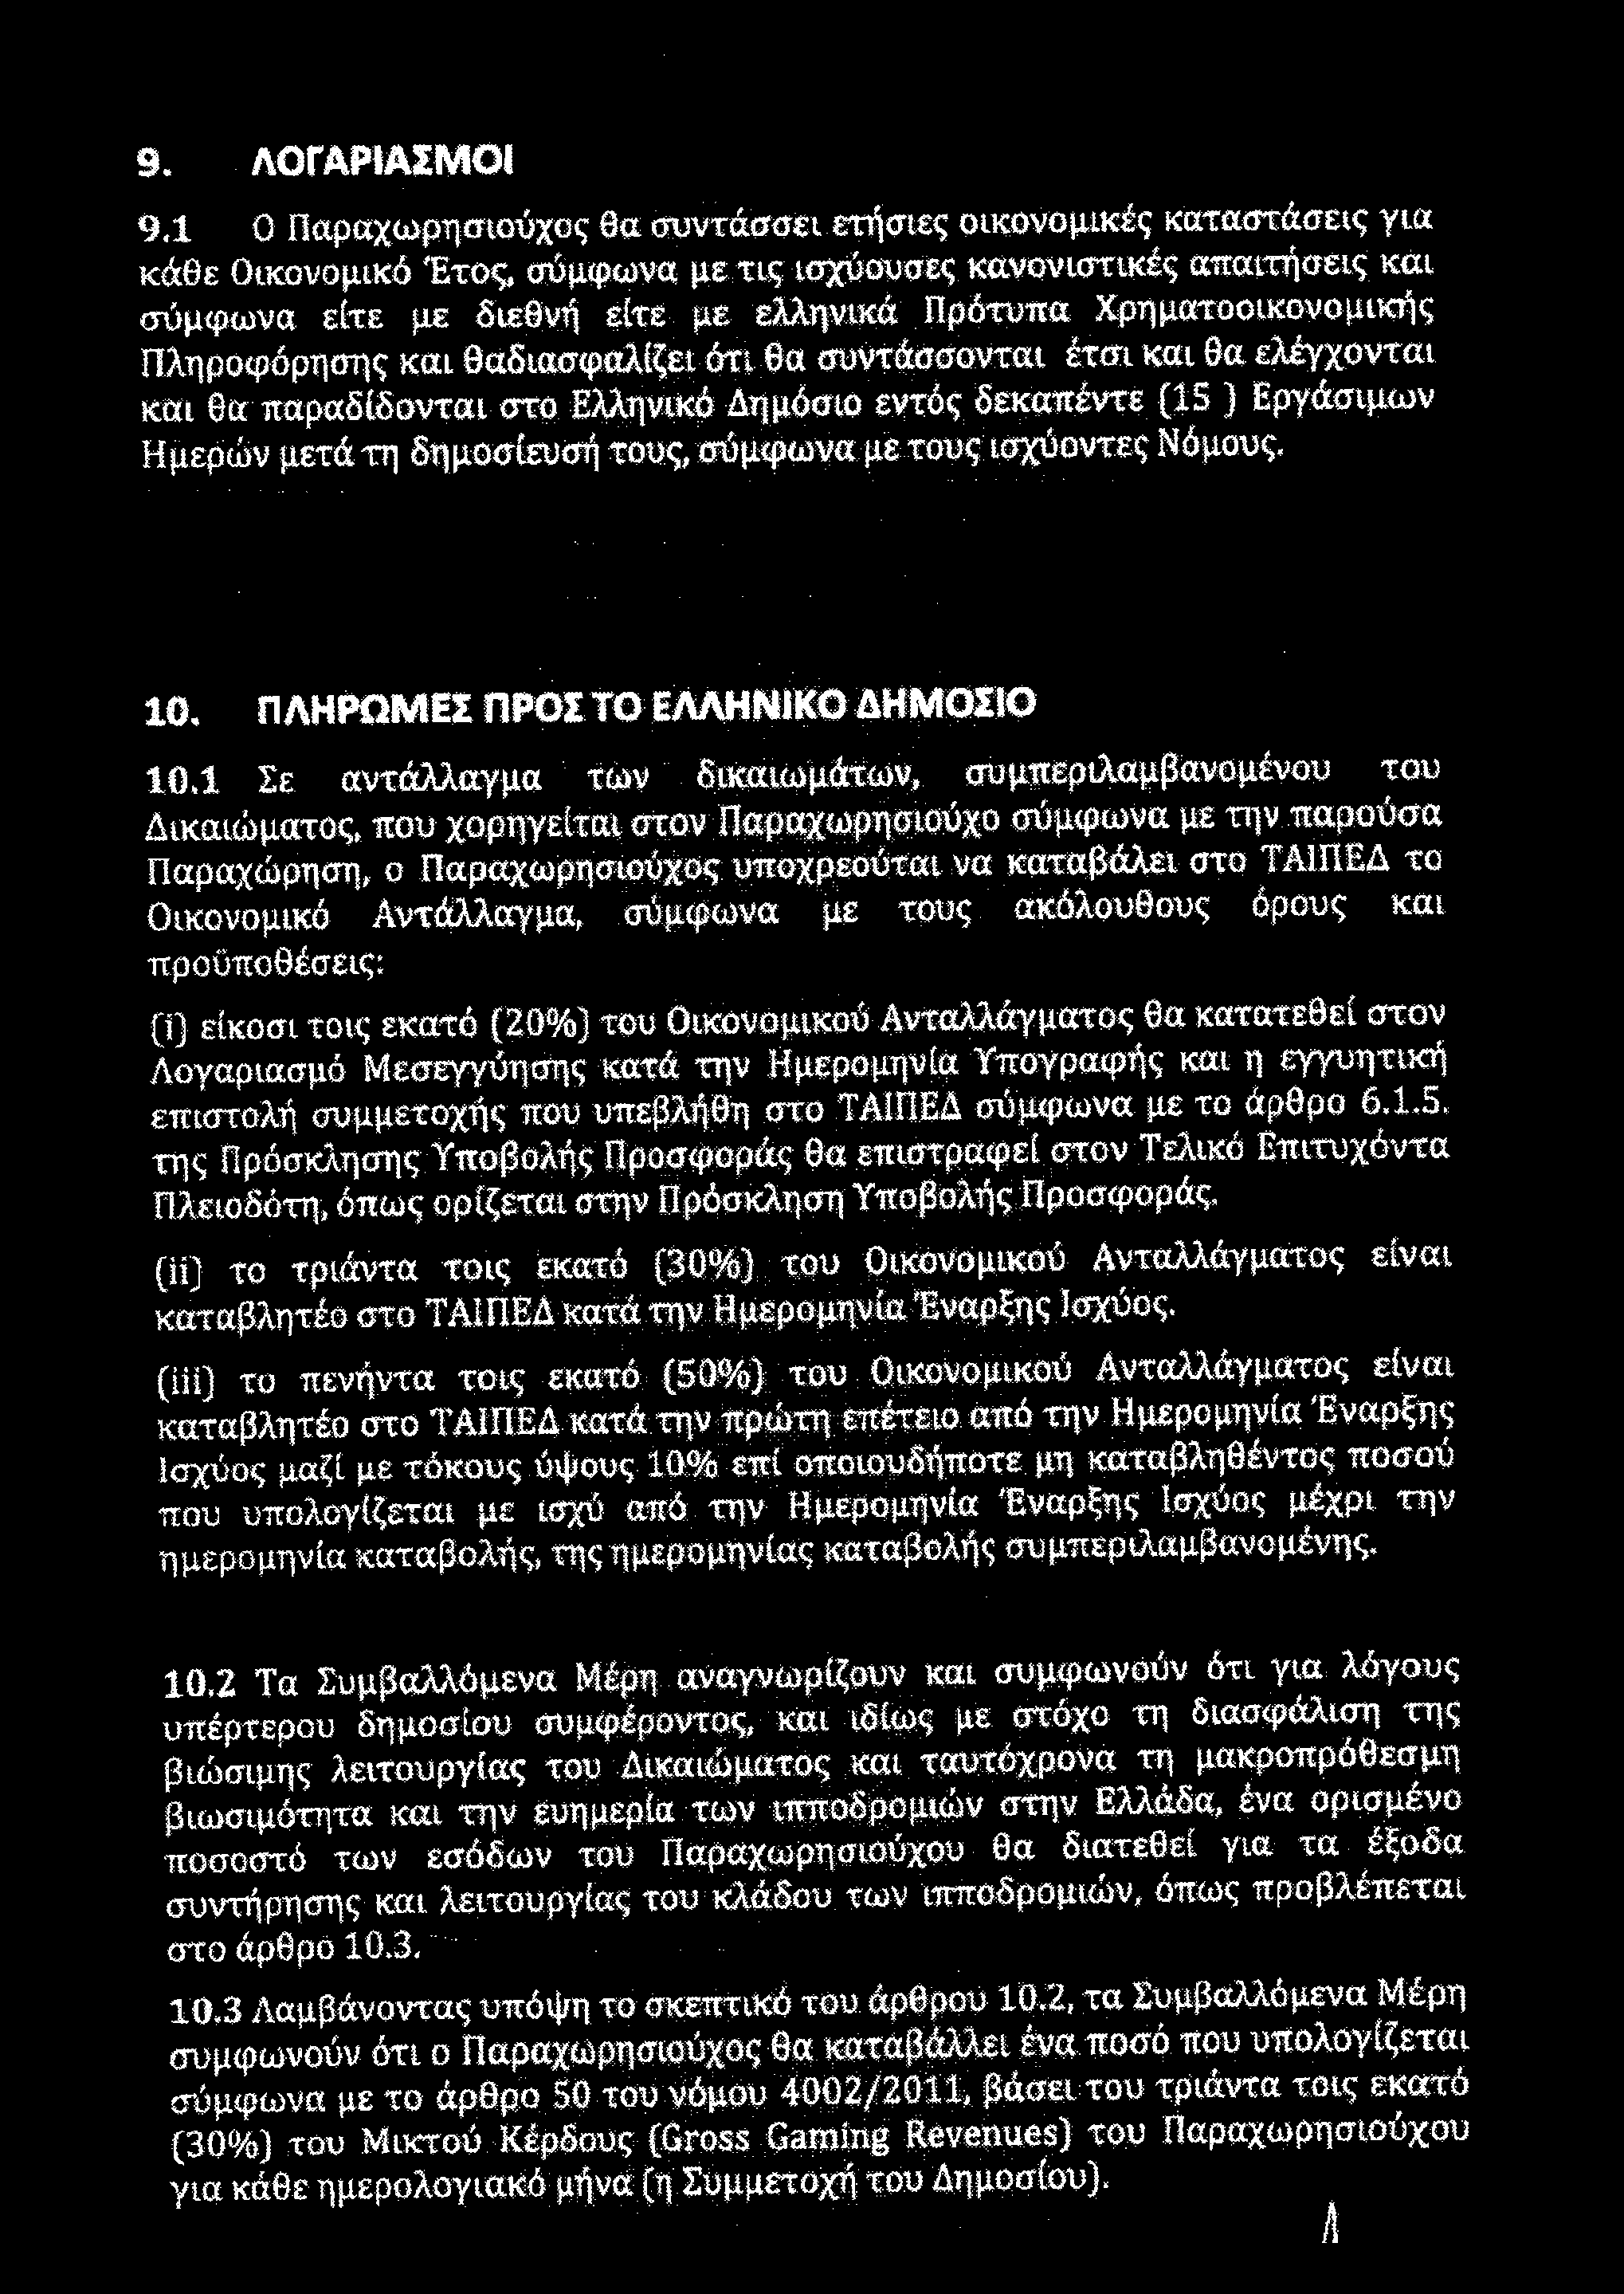 9. ΛΟΓΑΡΙΑΣΜΟΙ
9.1 Ο Παραχωρησιούχος θα συντάσσει ετήσιες οικονομικές καταστάσεις για
κάθε Οικονομικό Έτος, σύμφωνα με τις ισχύουσες κανονιστικές απαιτήσεις και
σύμφωνα είτε με διεθνή είτε με ελληνικά Πρότυπα Χρηματοοικονομικής
Πληροφόρησης και θαδιασφαλίζει ότι θα συντάσσονται έτσι και θα ελέγχονται
και θα παραδίδονται στο Ελληνικό Δημόσιο εντός δεκαπέντε (15 ) Εργάσιμων
Ημερών μετά τη δημοσίευσή τους, σύμφωνα με τους ισχύοντες Νόμους.
10. ΠΛΗΡΩΜΕΣ ΠΡΟΣ ΤΟ ΕΛΛΗΝΙΚΟ ΔΗΜΟΣΙΟ
10.1 Σε αντάλλαγμα των δικαιωμάτων, συμπεριλαμβανομένου του
Δικαιώματος, που χορηγείται στον Παραχωρησιούχο σύμφωνα με την παρούσα
Παραχώρηση, ο Παραχωρησιούχος υποχρεούται να καταβάλει στο ΤΑΙΠΕΔ το
Οικονομικό Αντάλλαγμα, σύμφωνα με τους ακόλουθους όρους και
προϋποθέσεις:
(i) είκοσι τοις εκατό (20%) του Οικονομικού Ανταλλάγματος θα κατατεθεί στον
Λογαριασμό Μεσεγγύησης κατά την Ημερομηνία Υπογραφής και η εγγυητική
επιστολή συμμετοχής που υπεβλήθη στο ΤΑΙΠΕΔ σύμφωνα με το άρθρο 6.1.5.
της Πρόσκλησης Υποβολής Προσφοράς θα επιστραφεί στον Τελικό Επιτυχόντα
Πλειοδότη, όπως ορίζεται στην Πρόσκληση Υποβολής Προσφοράς.
(ii) το τριάντα τοις εκατό (30%) του Οικονομικού Ανταλλάγματος είναι
καταβλητέο στο ΤΑΙΠΕΔ κατά την Ημερομηνία Έναρξης Ισχύος.
(iii) το πενήντα τοις εκατό (50%) του Οικονομικού Ανταλλάγματος είναι
καταβλητέο στο ΤΑΙΠΕΔ κατά την πρώτη επέτειο από την Ημερομηνία Έναρξης
Ισχύος μαζί με τόκους ύψους 10% επί οποιουδήποτε μη καταβληθέντος ποσού
που υπολογίζεται με ισχύ από την Ημερομηνία Έναρξης Ισχύος μέχρι την
ημερομηνία καταβολής, της ημερομηνίας καταβολής συμπεριλαμβανομένης.
10.2 Τα Συμβαλλόμενα Μέρη αναγνωρίζουν και συμφωνούν ότι για λόγους
υπέρτερου δημοσίου συμφέροντος, και ιδίως με στόχο τη διασφάλιση της
βιώσιμης λειτουργίας του Δικαιώματος και ταυτόχρονα τη μακροπρόθεσμη
βιωσιμότητα και την ευημερία των ιπποδρομιών στην Ελλάδα, ένα ορισμένο
ποσοστό των εσόδων του Παραχωρησιούχου θα διατεθεί για τα έξοδα
συντήρησης και λειτουργίας του κλάδου των ιπποδρομιών, όπως προβλέπεται
στο άρθρο 10.3.
10.3 Λαμβάνοντας υπόψη το σκεπτικό του άρθρου 10.2, τα Συμβαλλόμενα Μέρη
συμφωνούν ότι ο Παραχωρησιούχος θα καταβάλλει ένα ποσό που υπολογίζεται
σύμφωνα με το άρθρο 50 του νόμου 4002/2011, βάσει του τριάντα τοις εκατό
(30%) του Μικτού Κέρδους (Gross Gaming Revenues) του Παραχωρησιούχου
για κάθε ημερολογιακό μήνα (η Συμμετοχή του Δημοσίου).